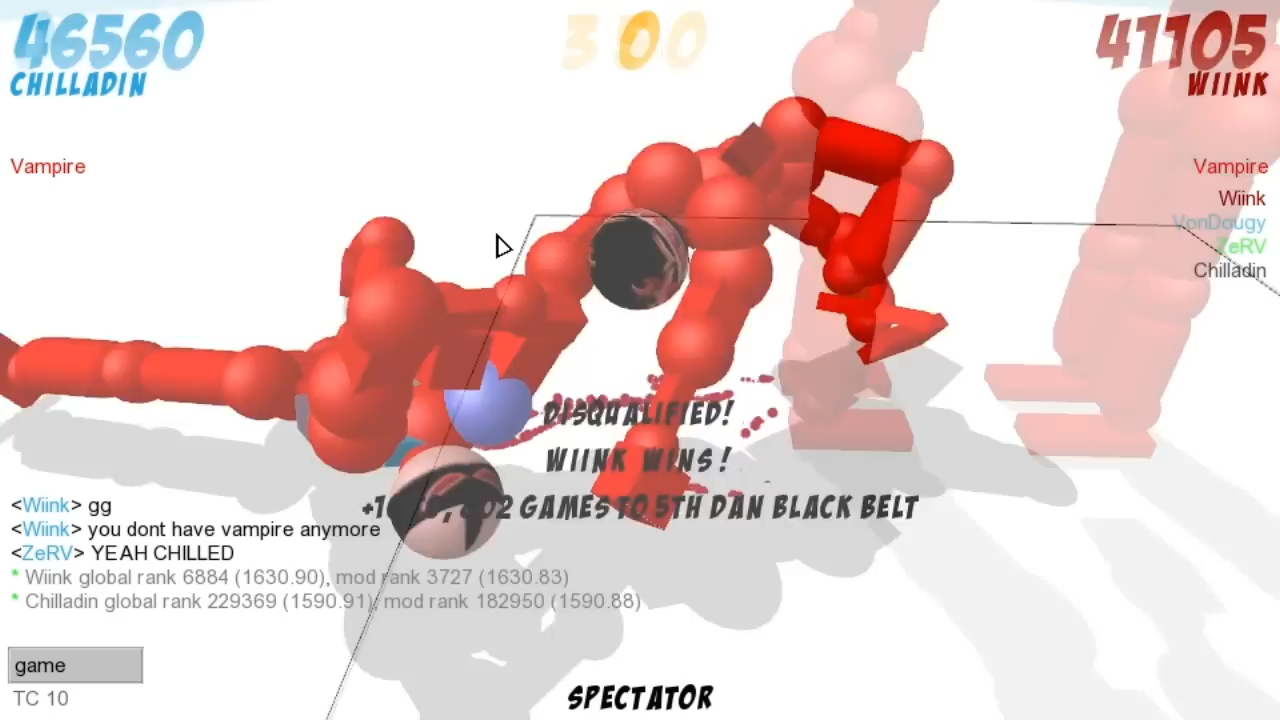 46560
300
41105
CHILLADIN
WIINK
Vampire
Vampire
Wiink
VonDougy
ZeRV
Chilladin
DISQUALIFIED!
WIINK WINS!
GAMES TO 5TH DAN BLACK BELT
<Wiink> gg
<Wiink> you dont have vampire anymore
<ZeRV> YEAH CHILLED
* Wiink global rank 6884 (1630.90), mod rank 3727 (1630.83)
* Chilladin global rank 229369 (1590.91), mod rank 182950 (1590.88)
game
TC 10
SPECTATOR